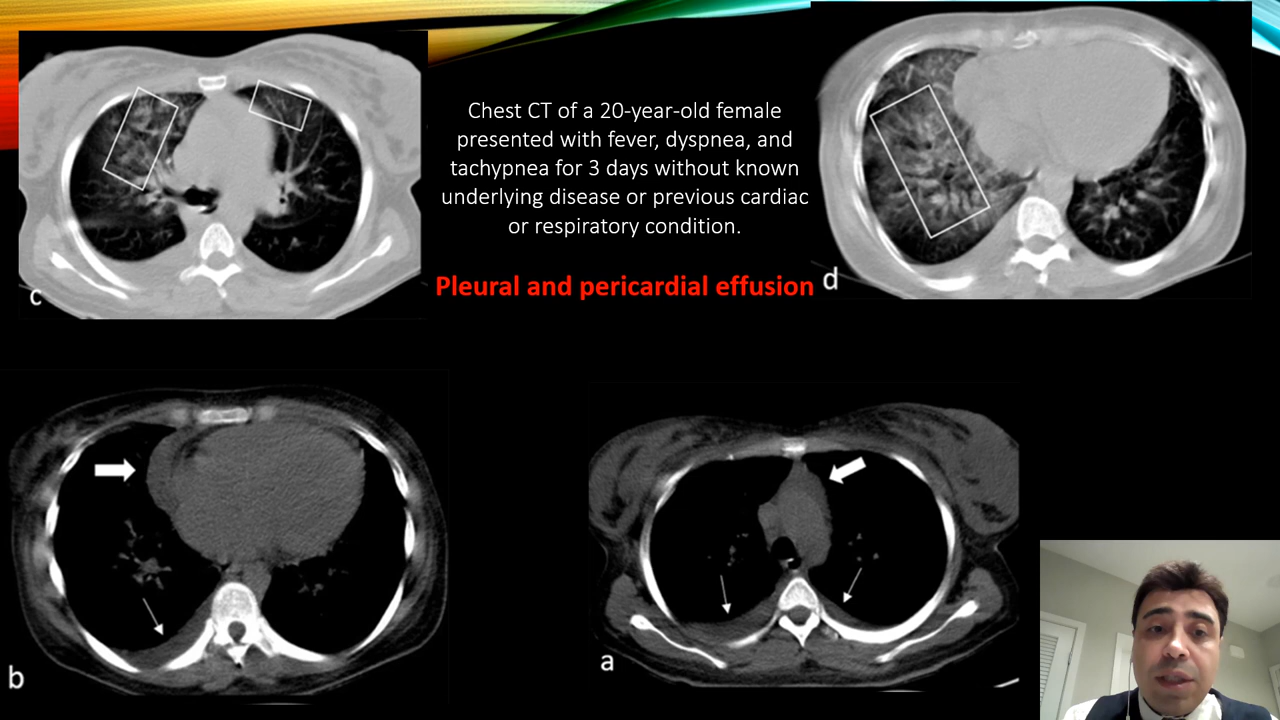 Chest CT of a 20-year-old female
presented with fever, dyspnea, and
tachypnea for 3 days without known
underlying disease or previous cardiac
or respiratory condition.
Pleural and pericardial effusion
c
d
b
a